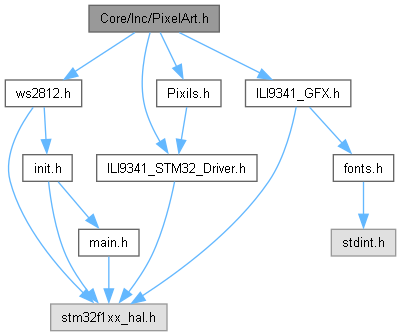 Core/Inc/PixelArt.h
ws2812.h
Pixils.h
ILI9341_GFX.h
init.h
ILI9341_STM32_Driver.h
fonts.h
main.h
stdint.h
stm32f1xx_hal.h